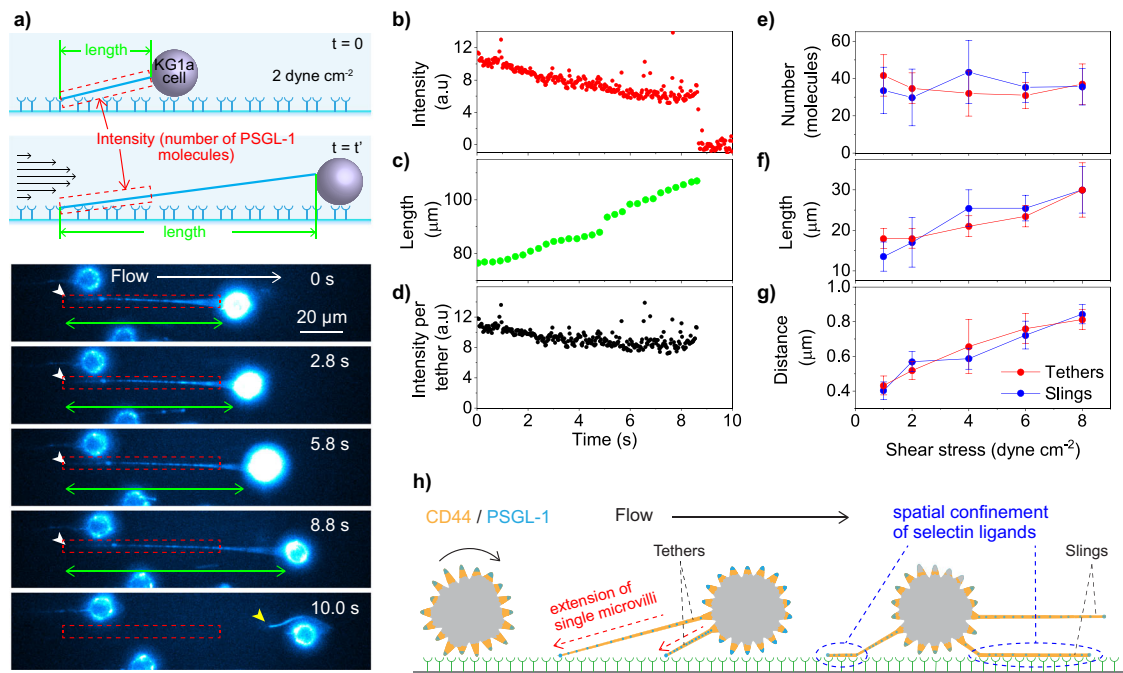 a)
length
t = 0
KG1a
cell
2 dyne cm-2
Intensity (number of PSGL-1
molecules)
t = t'
length
Flow
0 s
20 µm
2.8 s
5.8 s
8.8 s
10.0 s
b)
12
8
4
0
Intensity
(a.u)
c)
100
80
Length
(µm)
d)
12
8
4
0
Intensity per
tether (a.u)
0 2 4 6 8 10
Time (s)
e)
60
40
20
0
Number
(molecules)
f)
30
20
10
Length
(µm)
g)
1.0
0.8
0.6
0.4
Distance
(µm)
Tethers
Slings
0 2 4 6 8
Shear stress (dyne cm-2)
h)
CD44 / PSGL-1
Flow
spatial confinement
of selectin ligands
Tethers
Slings
extension of
single microvilli